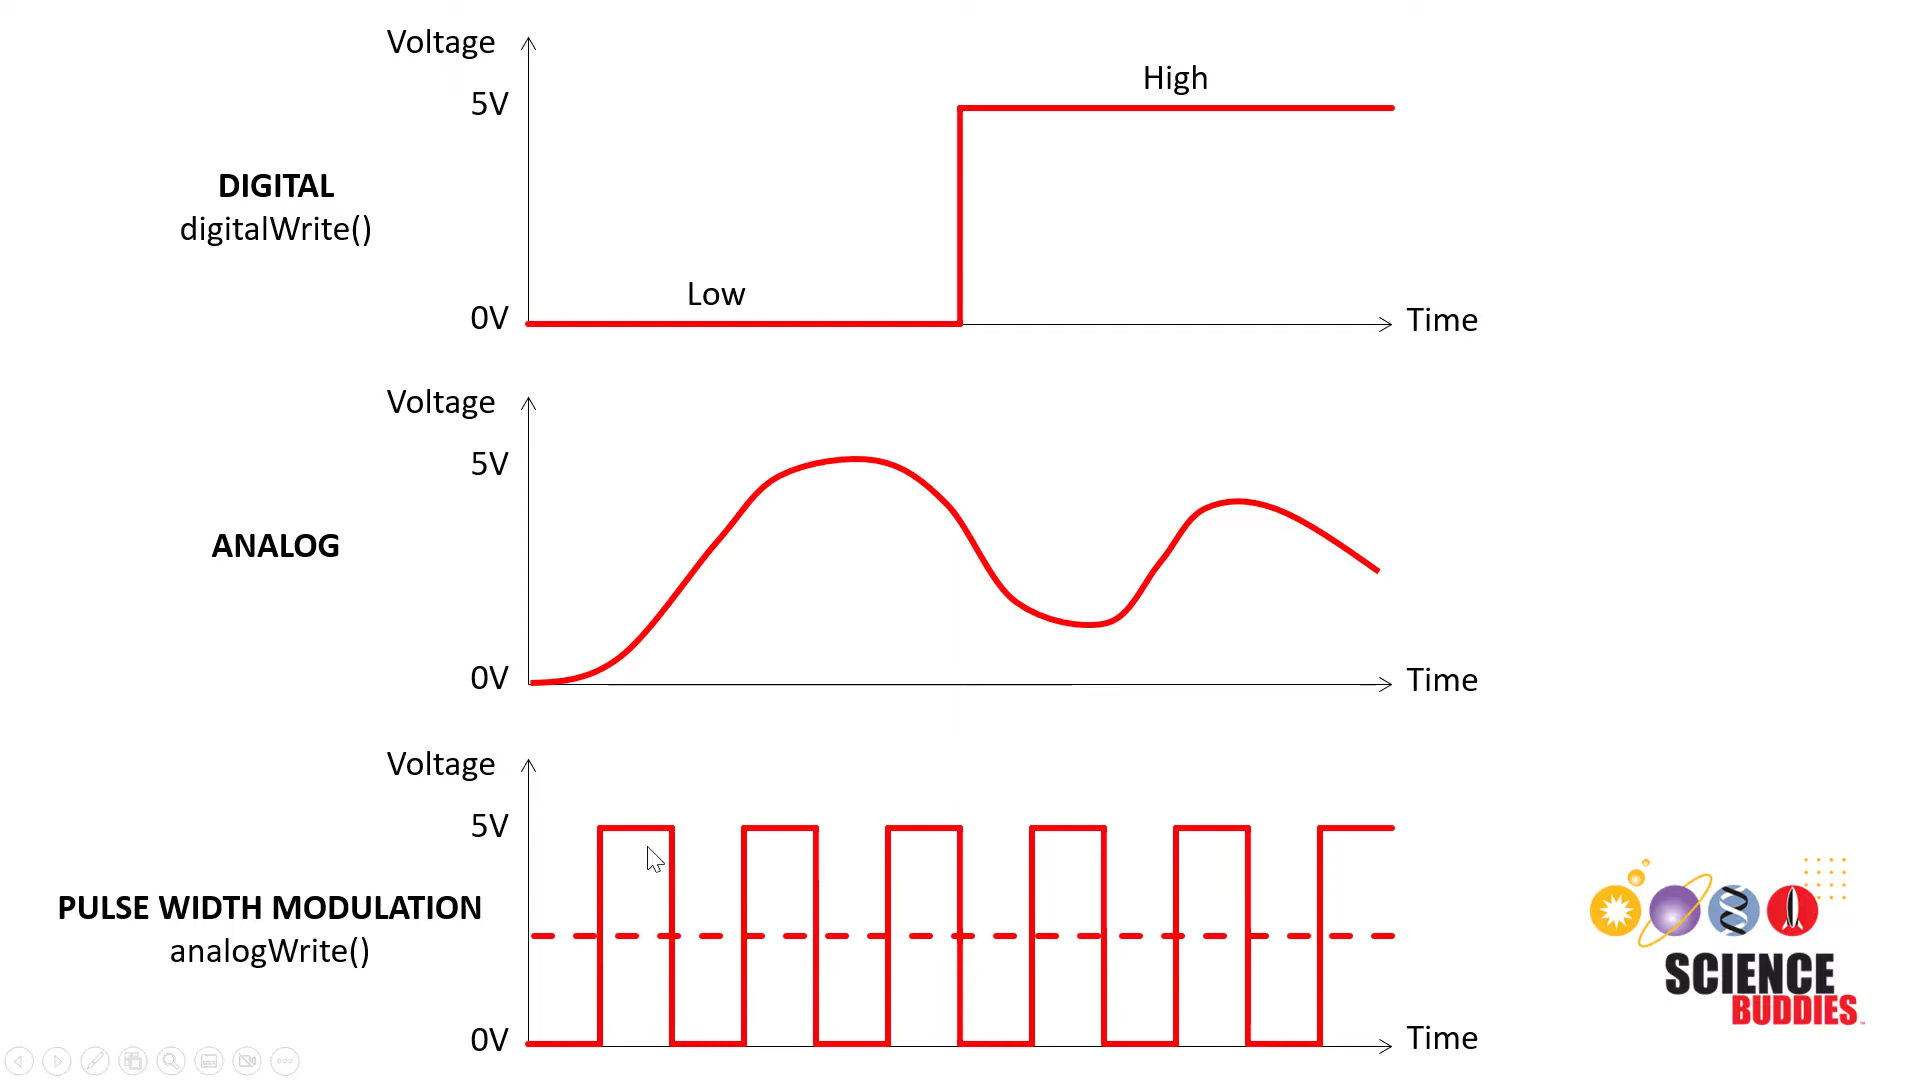 Voltage
5V
High
DIGITAL
digitalWrite()
Low
0V
Time
Voltage
5V
ANALOG
0V
Time
Voltage
5V
PULSE WIDTH MODULATION
analogWrite()
0V
Time
SCIENCE
BUDDIES